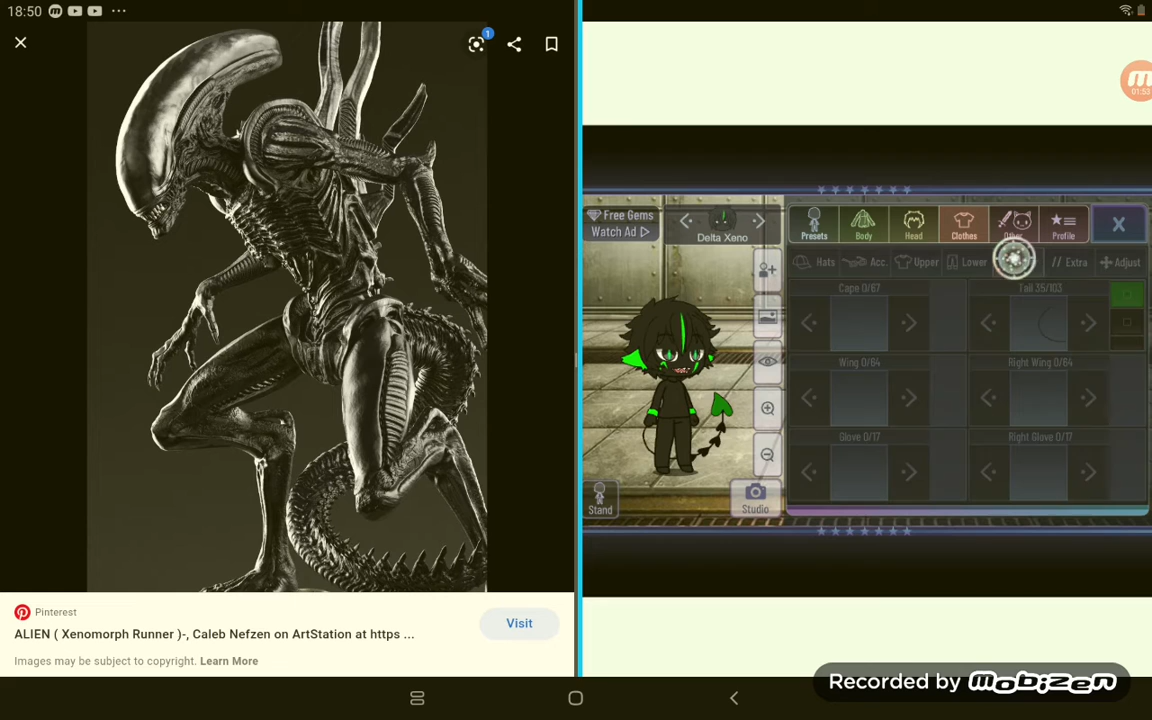 18:50
1
01:53
Free Gems
Watch Ad
Delta Xeno
Presets
Body
Head
Clothes
Other
Profile
X
Hats
Acc.
Upper
Lower
Extra
Adjust
Cape 0/67
Tail 35/103
Wing 0/64
Right Wing 0/64
Glove 0/17
Right Glove 0/17
Stand
Studio
Pinterest
ALIEN ( Xenomorph Runner )-, Caleb Nefzen on ArtStation at https ...
Visit
Images may be subject to copyright. Learn More
Recorded by mobizen